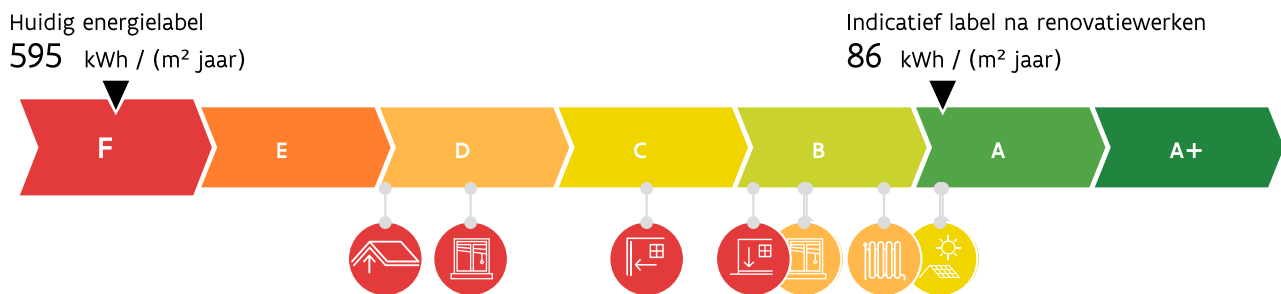 Huidig energielabel
595 kWh / (m² jaar)
Indicatief label na renovatiewerken
86 kWh / (m² jaar)
F E D C B A A+